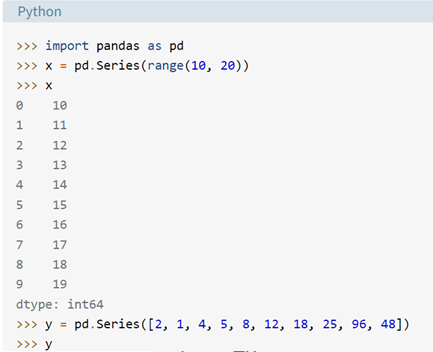 Python
>>> import pandas as pd
>>> x = pd.Series(range(10, 20))
>>> x
0    10
1    11
2    12
3    13
4    14
5    15
6    16
7    17
8    18
9    19
dtype: int64
>>> y = pd.Series([2, 1, 4, 5, 8, 12, 18, 25, 96, 48])
>>> y